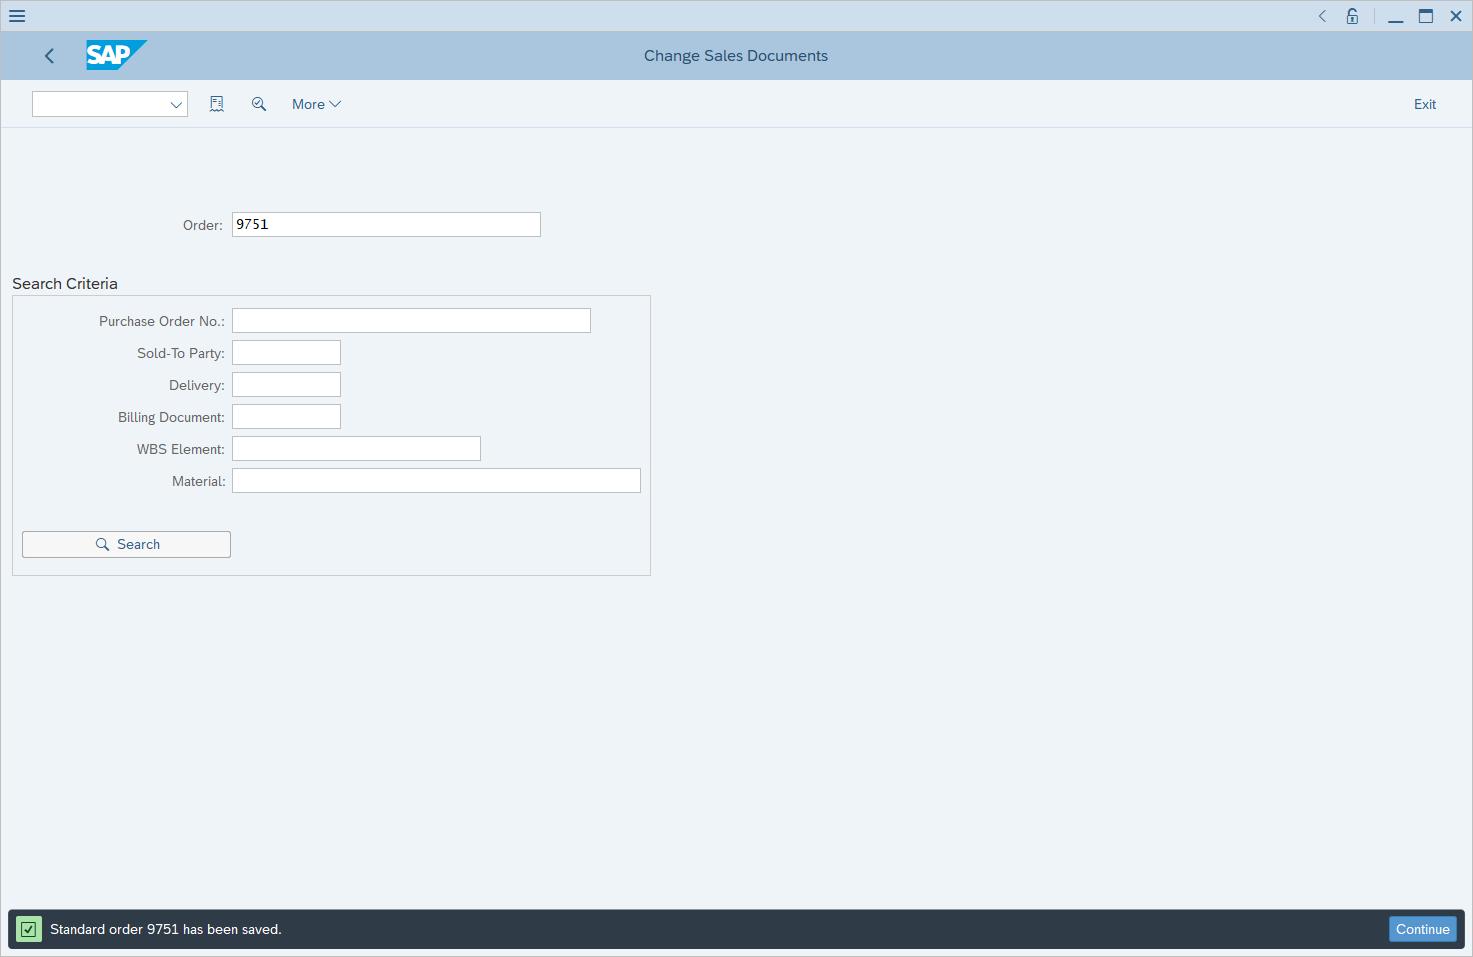 SAP
Change Sales Documents
More
Exit
Order: 9751
Search Criteria
Purchase Order No.:
Sold-To Party:
Delivery:
Billing Document:
WBS Element:
Material:
Search
Standard order 9751 has been saved.
Continue